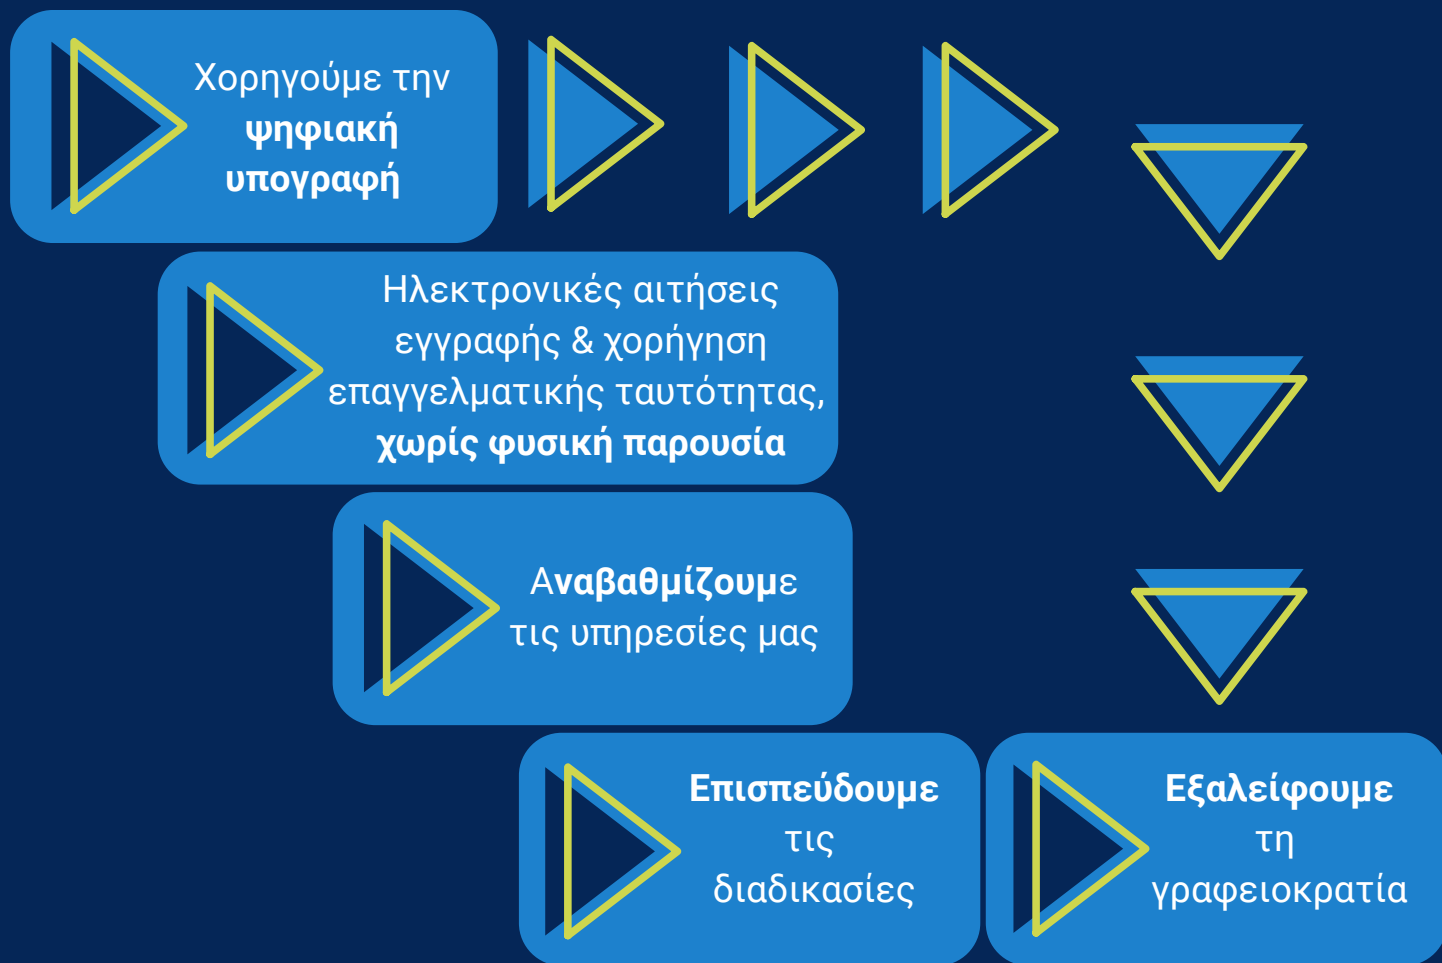 Χορηγούμε την
ψηφιακή
υπογραφή
Ηλεκτρονικές αιτήσεις
εγγραφής & χορήγηση
επαγγελματικής ταυτότητας,
χωρίς φυσική παρουσία
Αναβαθμίζουμε
τις υπηρεσίες μας
Επισπεύδουμε
τις
διαδικασίες
Εξαλείφουμε
τη
γραφειοκρατία